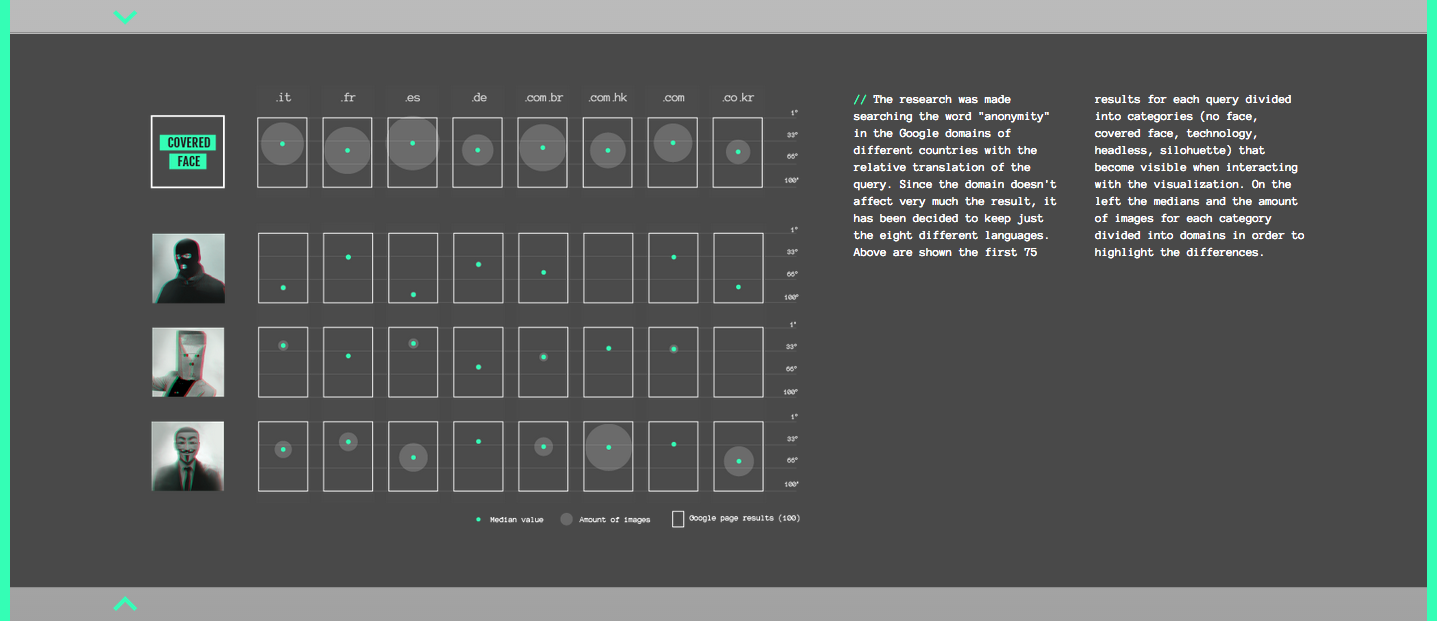 .it .fr .es .de .com.br .com.hk .com .co.kr
COVERED
FACE
1°
33°
66°
100°
1°
33°
66°
100°
1°
33°
66°
100°
1°
33°
66°
100°
Median value Amount of images Google page results (100)
// The research was made
searching the word "anonymity"
in the Google domains of
different countries with the
relative translation of the
query. Since the domain doesn't
affect very much the result, it
has been decided to keep just
the eight different languages.
Above are shown the first 75
results for each query divided
into categories (no face,
covered face, technology,
headless, silohuette) that
become visible when interacting
with the visualization. On the
left the medians and the amount
of images for each category
divided into domains in order to
highlight the differences.